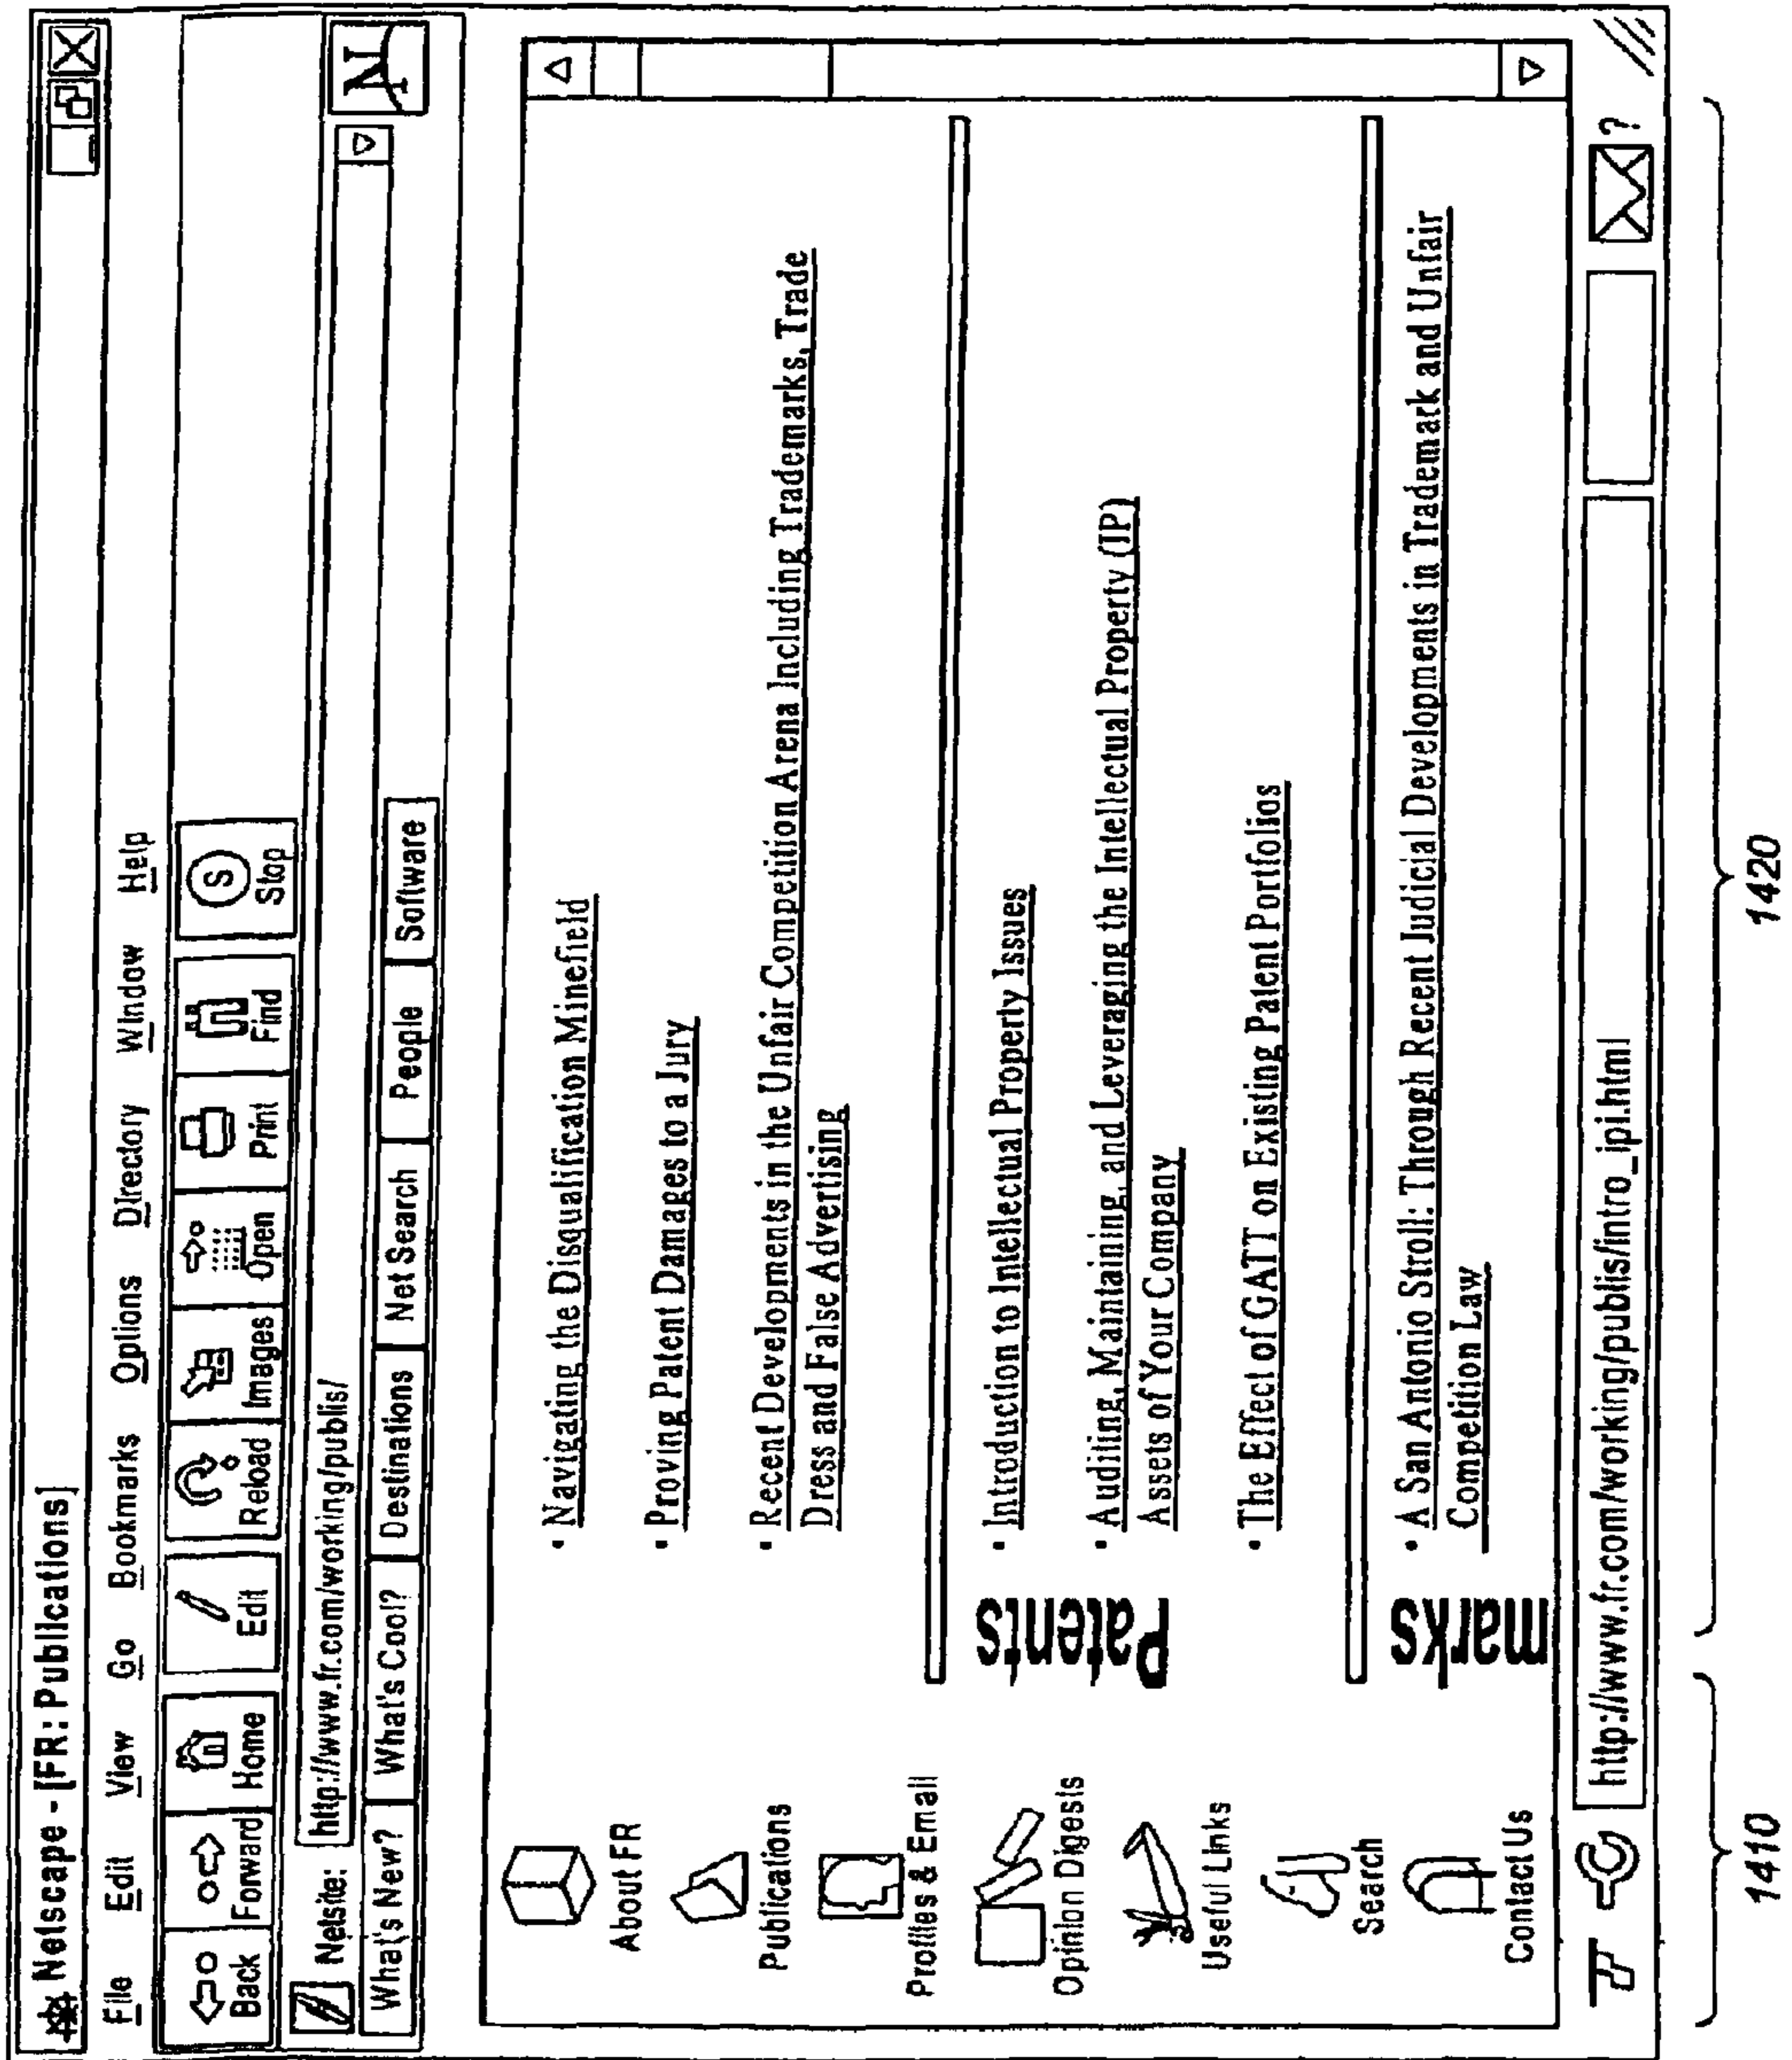 Netscape - [FR: Publications]
File Edit View Go Bookmarks Options Directory Window Help
Back Forward Home Edit Reload Images Open Print Find Stop
Netsite: http://www.fr.com/working/publis/
N
What's New? What's Cool? Destinations Net Search People Software
About FR
Publications
Profiles & Email
Opinion Digests
Useful Links
Search
Contact Us
• Navigating the Disqualification Minefield
• Proving Patent Damages to a Jury
• Recent Developments in the Unfair Competition Arena Including Trademarks, Trade
Dress and False Advertising
Patents
• Introduction to Intellectual Property Issues
• Auditing, Maintaining, and Leveraging the Intellectual Property (IP)
Assets of Your Company
• The Effect of GATT on Existing Patent Portfolios
marks
• A San Antonio Stroll: Through Recent Judicial Developments in Trademark and Unfair
Competition Law
http://www.fr.com/working/publis/intro_ipi.html
?
1410
1420